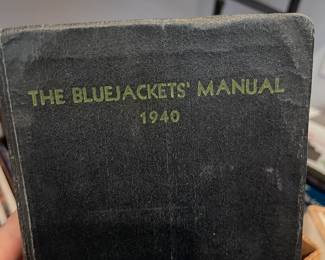 THE BLUEJACKETS' MANUAL
1940